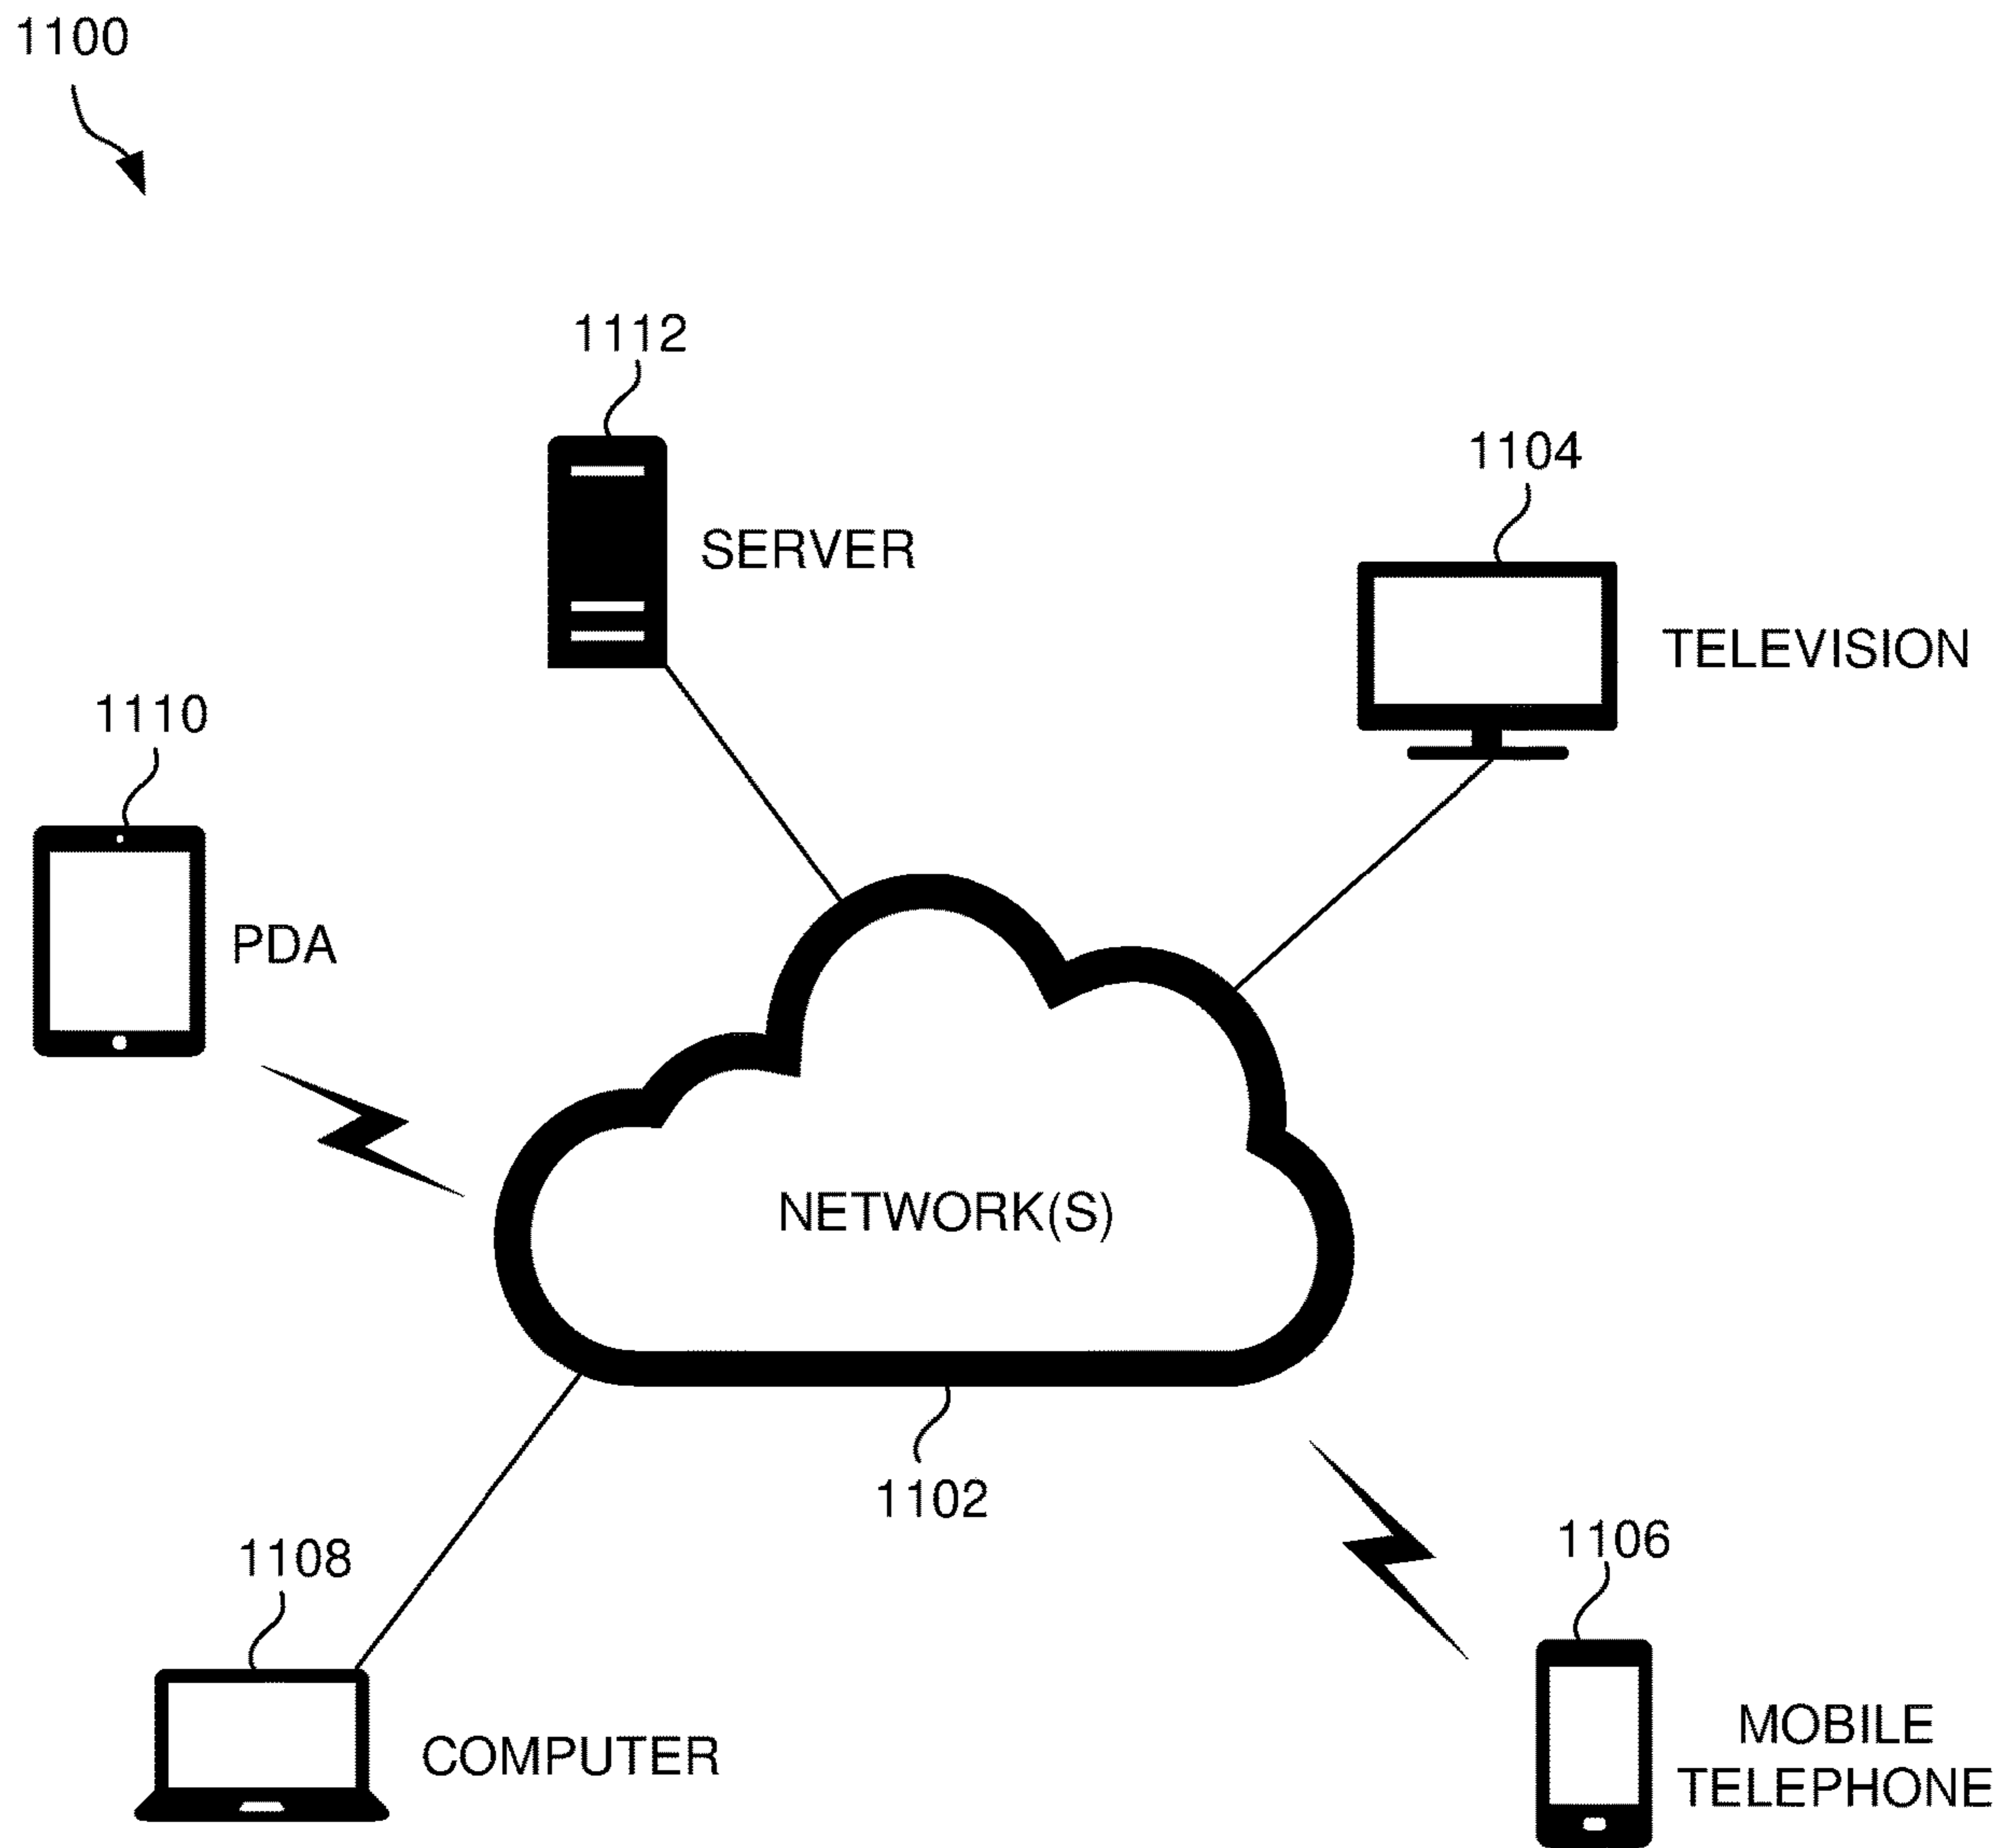 1100
1112
SERVER
1104
TELEVISION
1110
PDA
NETWORK(S)
1102
1108
COMPUTER
1106
MOBILE
TELEPHONE